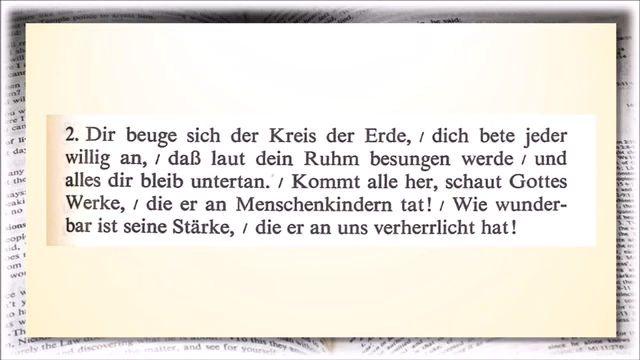 2. Dir beuge sich der Kreis der Erde, / dich bete jeder
willig an, / daß laut dein Ruhm besungen werde / und
alles dir bleib untertan. / Kommt alle her, schaut Gottes
Werke, / die er an Menschenkindern tat! / Wie wunder-
bar ist seine Stärke, / die er an uns verherrlicht hat!